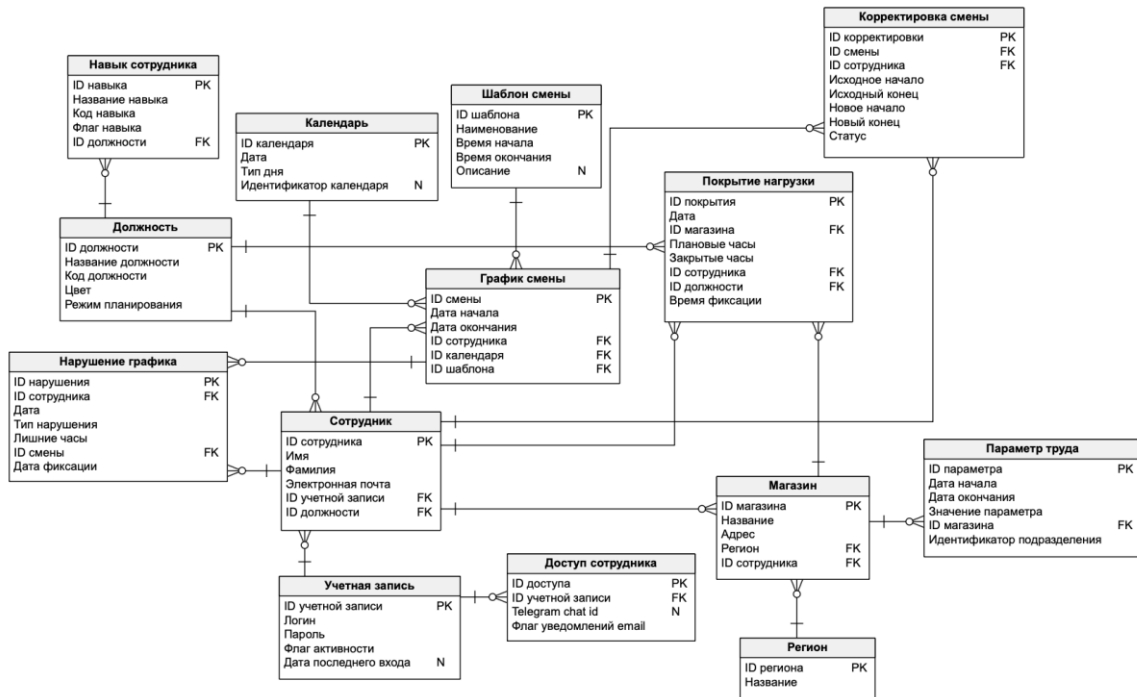 Корректировка смены
ID корректировки PK
ID смены FK
ID сотрудника FK
Исходное начало
Исходный конец
Новое начало
Новый конец
Статус
Навык сотрудника
ID навыка PK
Название навыка
Код навыка
Флаг навыка
ID должности FK
Шаблон смены
ID шаблона PK
Наименование
Время начала
Время окончания
Описание N
Календарь
ID календаря PK
Дата
Тип дня
Идентификатор календаря N
Покрытие нагрузки
ID покрытия PK
Дата
ID магазина FK
Плановые часы
Закрытые часы
ID сотрудника FK
ID должности FK
Время фиксации
Должность
ID должности PK
Название должности
Код должности
Цвет
Режим планирования
График смены
ID смены PK
Дата начала
Дата окончания
ID сотрудника FK
ID календаря FK
ID шаблона FK
Нарушение графика
ID нарушения PK
ID сотрудника FK
Дата
Тип нарушения
Лишние часы
ID смены FK
Дата фиксации
Сотрудник
ID сотрудника PK
Имя
Фамилия
Электронная почта
ID учетной записи FK
ID должности FK
Параметр труда
ID параметра PK
Дата начала
Дата окончания
Значение параметра
ID магазина FK
Идентификатор подразделения
Магазин
ID магазина PK
Название
Адрес
Регион FK
ID сотрудника FK
Доступ сотрудника
ID доступа PK
ID учетной записи FK
Telegram chat id N
Флаг уведомлений email
Учетная запись
ID учетной записи PK
Логин
Пароль
Флаг активности
Дата последнего входа N
Регион
ID региона PK
Название